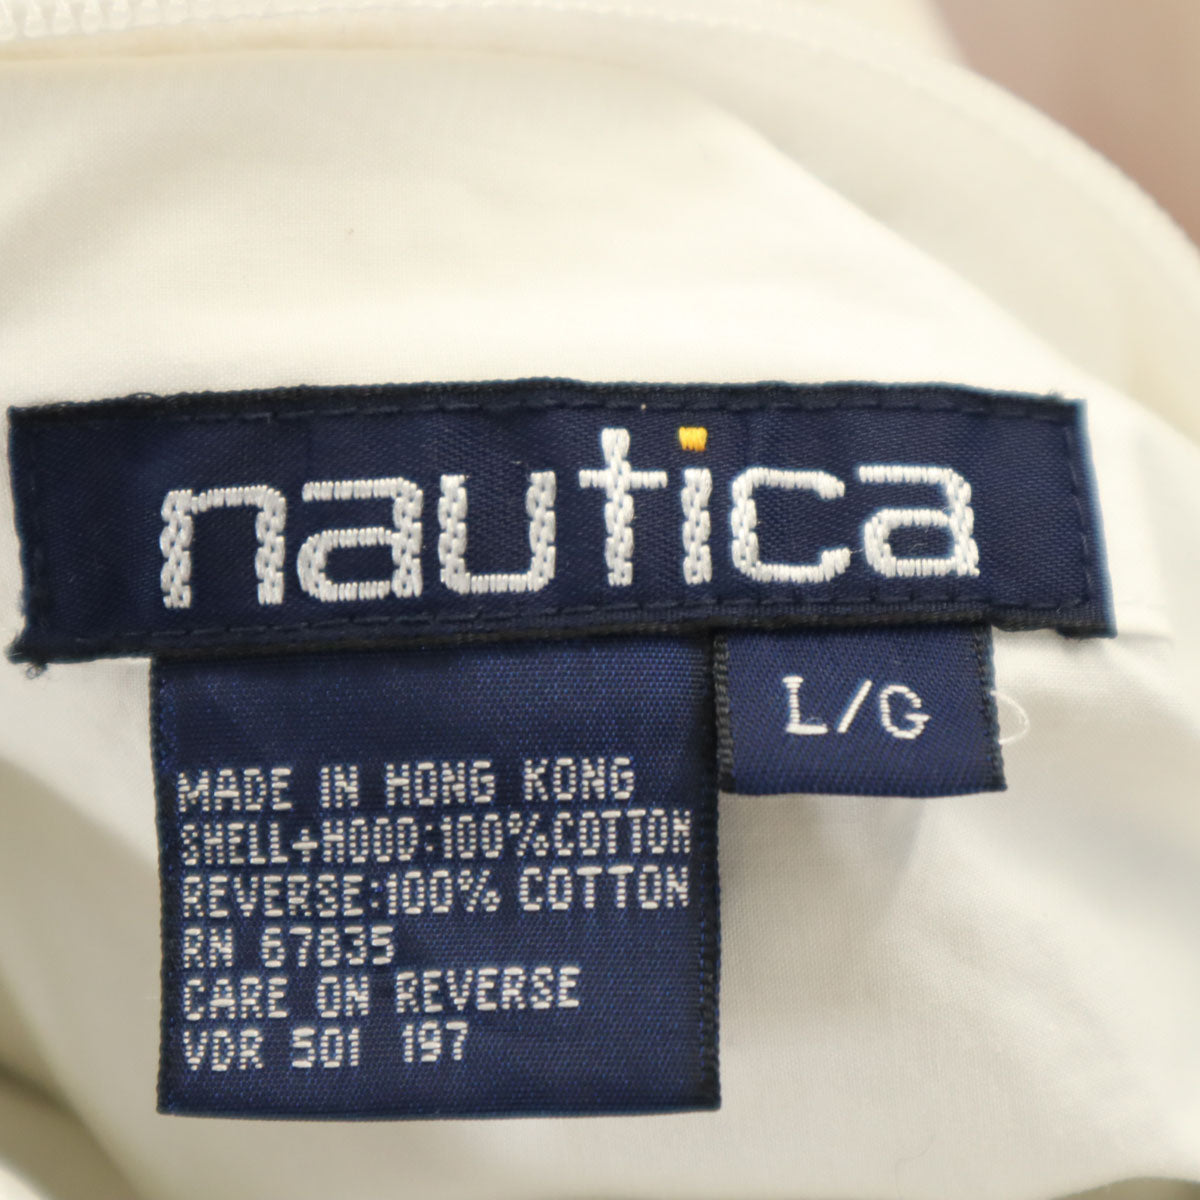 nautica
L/G
MADE IN HONG KONG
SHELL+HOOD:100%COTTON
REVERSE:100% COTTON
RN 67835
CARE ON REVERSE
VDR 501 197